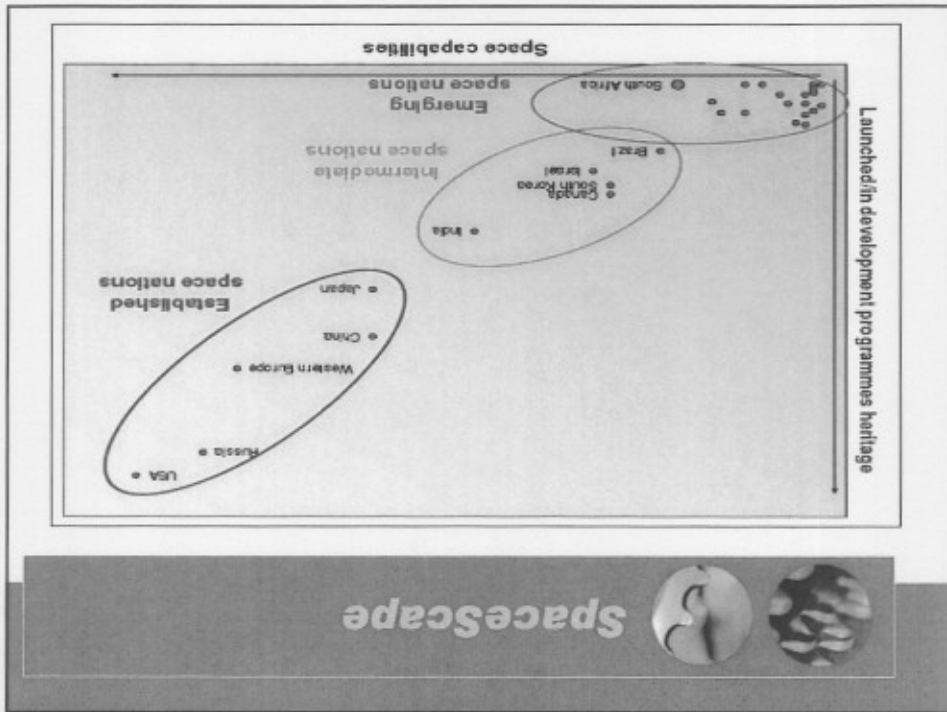 SpaceScape
Launched/in development programmes heritage
USA
Russia
Western Europe
China
Japan
Established
space nations
India
Canada
South Korea
Israel
Brazil
Intermediate
space nations
South Africa
Emerging
space nations
Space capabilities